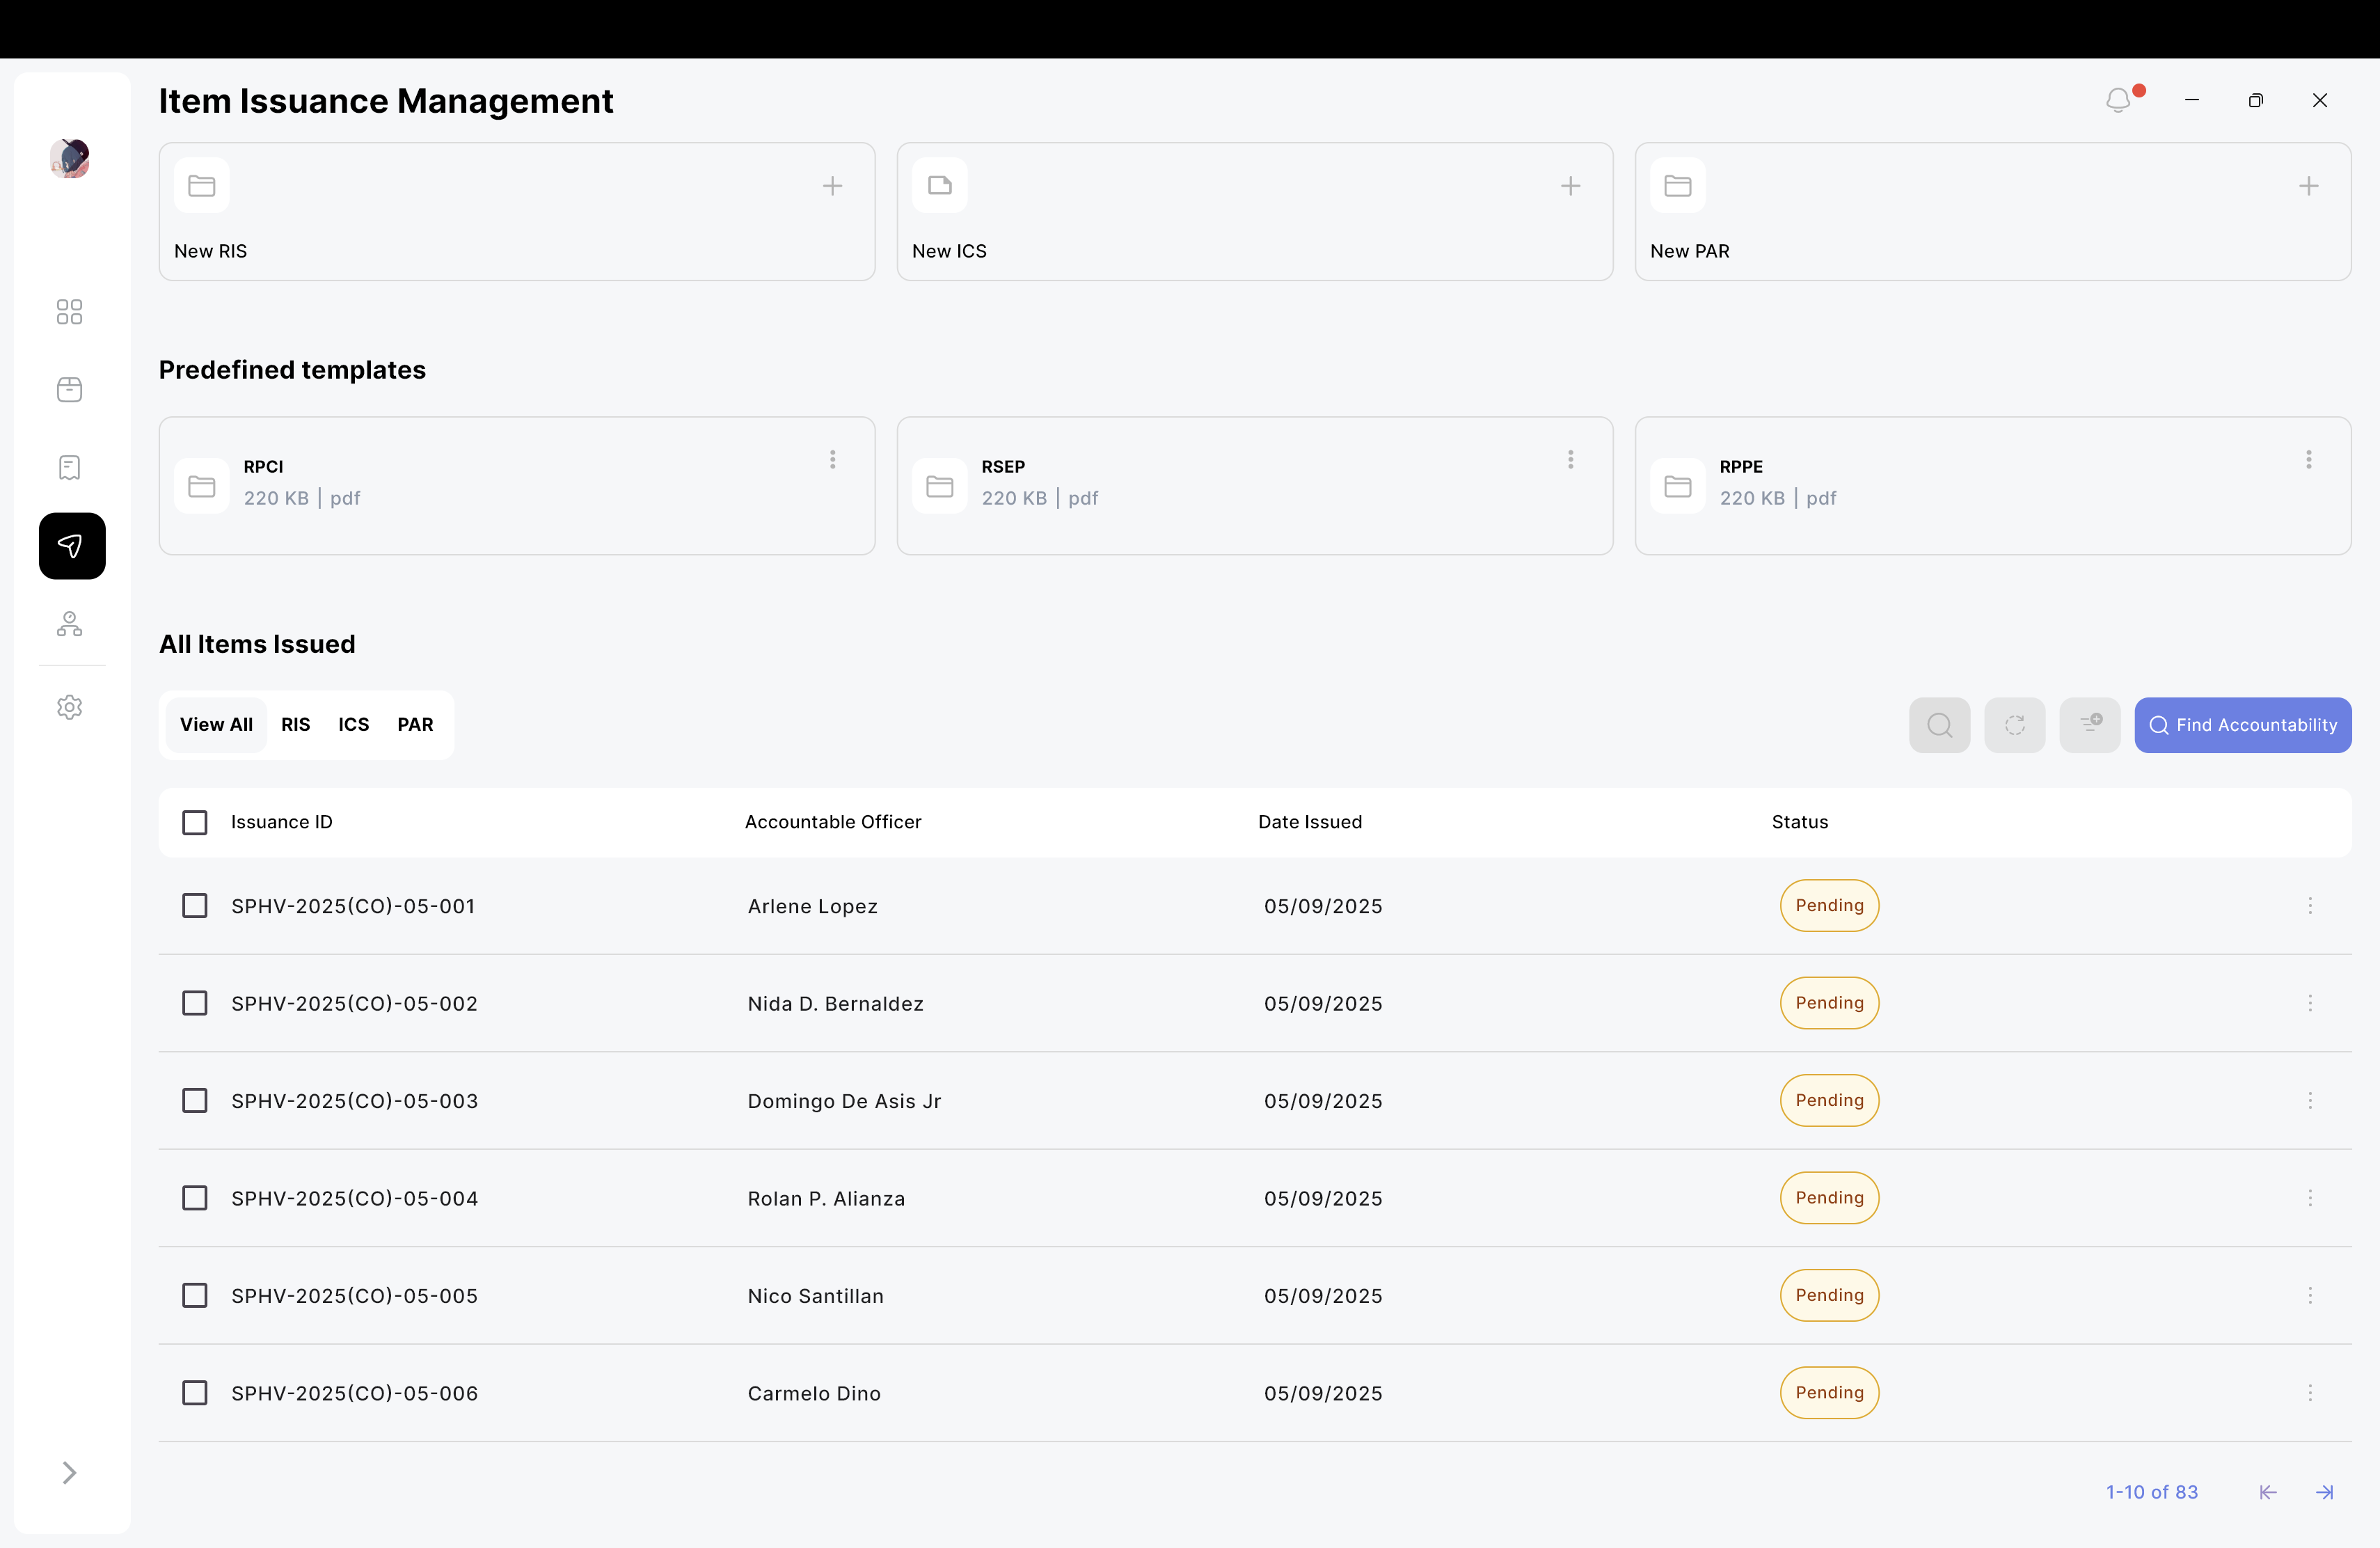 Item Issuance Management
New RIS
New ICS
New PAR
Predefined templates
RPCI
220 KB | pdf
RSEP
220 KB | pdf
RPPE
220 KB | pdf
All Items Issued
View All RIS ICS PAR
Find Accountability
Issuance ID Accountable Officer Date Issued Status
SPHV-2025(CO)-05-001 Arlene Lopez 05/09/2025 Pending
SPHV-2025(CO)-05-002 Nida D. Bernaldez 05/09/2025 Pending
SPHV-2025(CO)-05-003 Domingo De Asis Jr 05/09/2025 Pending
SPHV-2025(CO)-05-004 Rolan P. Alianza 05/09/2025 Pending
SPHV-2025(CO)-05-005 Nico Santillan 05/09/2025 Pending
SPHV-2025(CO)-05-006 Carmelo Dino 05/09/2025 Pending
1-10 of 83